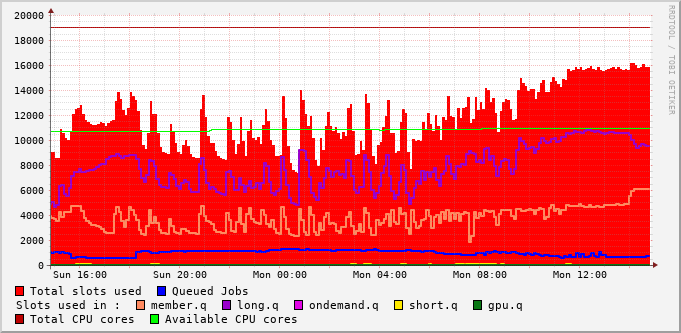 20000
18000
16000
14000
12000
10000
8000
6000
4000
2000
0
Sun 16:00 Sun 20:00 Mon 00:00 Mon 04:00 Mon 08:00 Mon 12:00
RRDTOOL / TOBI OETIKER
Total slots used Queued Jobs
Slots used in : member.q long.q ondemand.q short.q gpu.q
Total CPU cores Available CPU cores